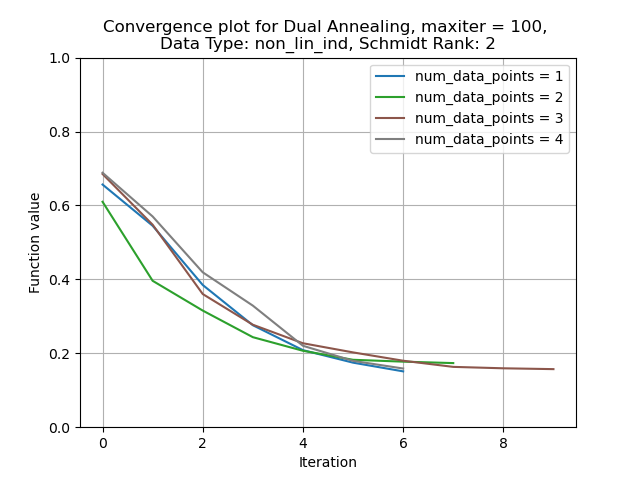 Convergence plot for Dual Annealing, maxiter = 100,
Data Type: non_lin_ind, Schmidt Rank: 2
num_data_points = 1
num_data_points = 2
num_data_points = 3
num_data_points = 4
Function value
1.0
0.8
0.6
0.4
0.2
0.0
0 2 4 6 8
Iteration